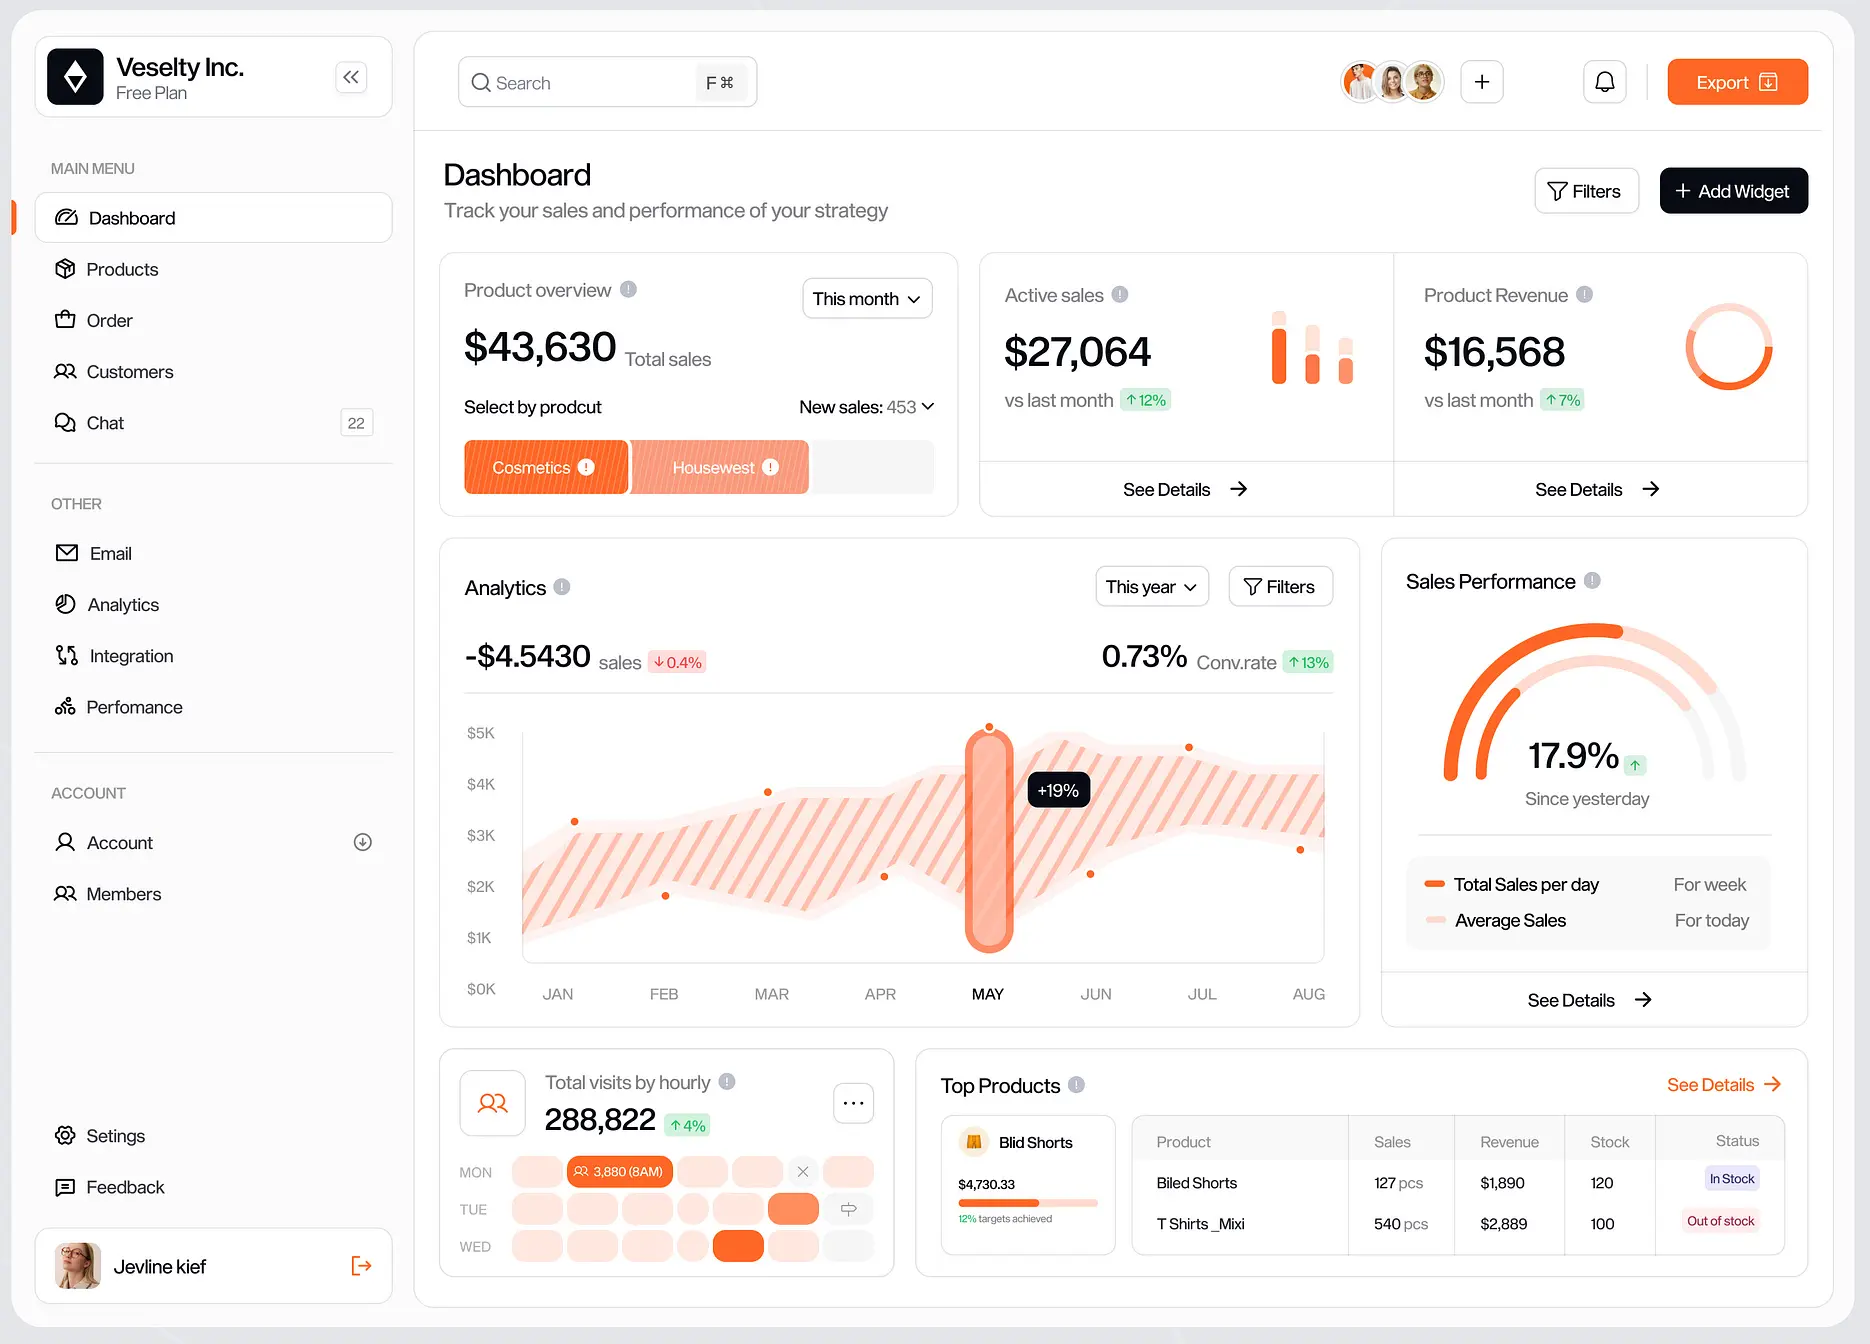 Veselty Inc.
Free Plan
MAIN MENU
Dashboard
Products
Order
Customers
Chat
22
OTHER
Email
Analytics
Integration
Perfomance
ACCOUNT
Account
Members
Setings
Feedback
Jevline kief
Search
F ⌘
Export
Dashboard
Track your sales and performance of your strategy
Filters
+ Add Widget
Product overview
This month
$43,630 Total sales
Select by prodcut
New sales: 453
Cosmetics
Housewest
Active sales
$27,064
vs last month ↑12%
See Details →
Product Revenue
$16,568
vs last month ↑7%
See Details →
Analytics
This year
Filters
-$4.5430 sales ↓0.4%
0.73% Conv.rate ↑13%
$5K
$4K
$3K
$2K
$1K
$0K
+19%
JAN FEB MAR APR MAY JUN JUL AUG
Sales Performance
17.9% ↑
Since yesterday
Total Sales per day For week
Average Sales For today
See Details →
Total visits by hourly
288,822 ↑4%
MON
3,880 (8AM)
TUE
WED
Top Products
See Details →
Blid Shorts
$4,730.33
12% targets achieved
Product Sales Revenue Stock Status
Biled Shorts 127 pcs $1,890 120 In Stock
T Shirts _Mixi 540 pcs $2,889 100 Out of stock